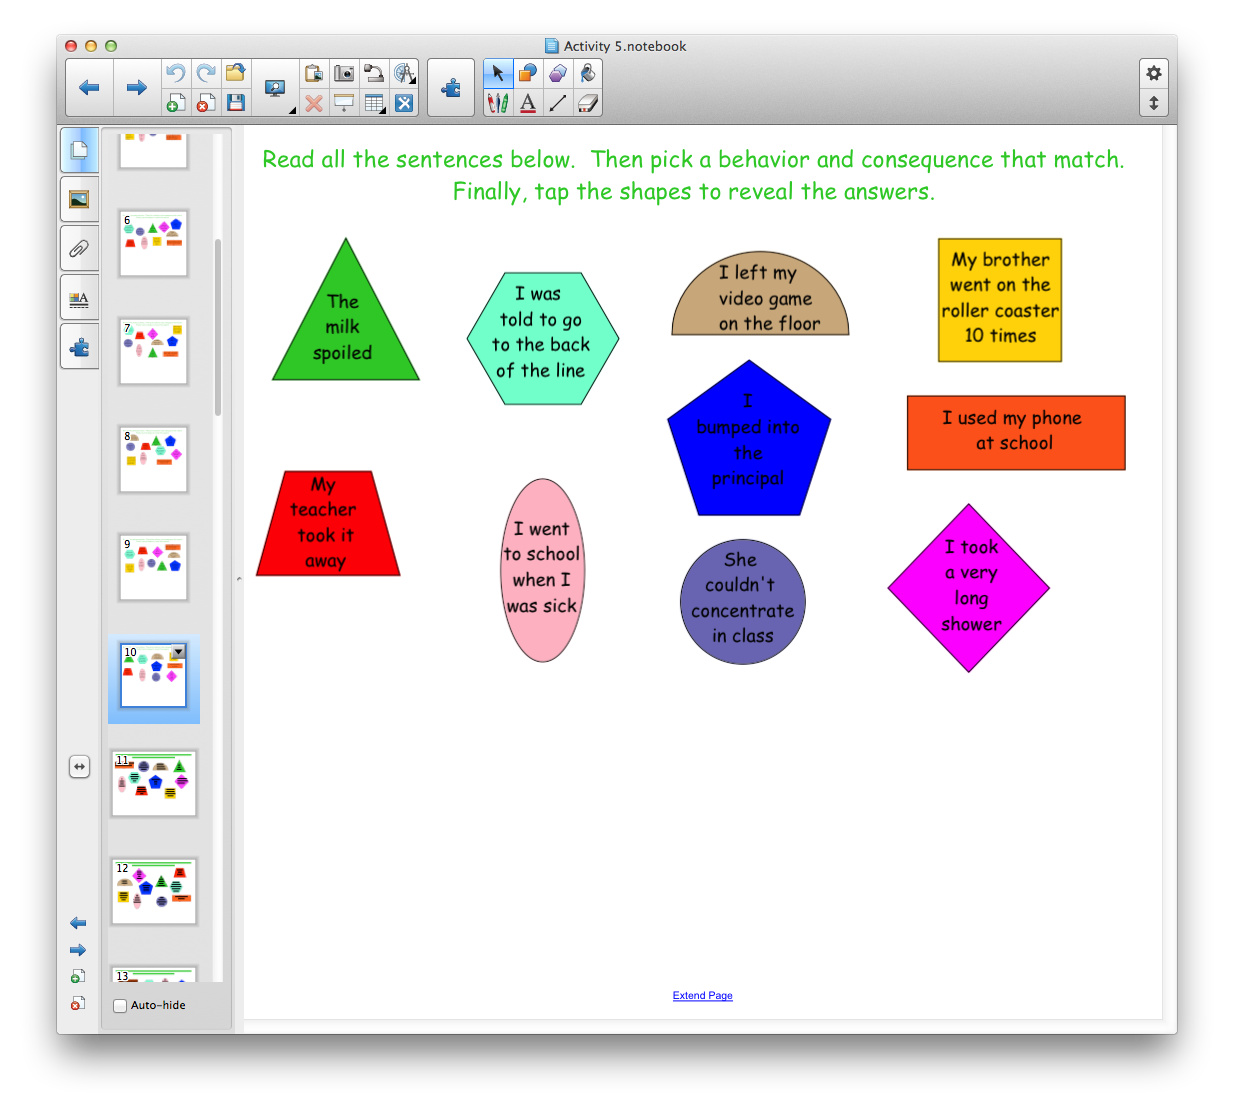 Activity 5.notebook
Read all the sentences below.  Then pick a behavior and consequence that match.
Finally, tap the shapes to reveal the answers.
The
milk
spoiled
I was
told to go
to the back
of the line
I left my
video game
on the floor
My brother
went on the
roller coaster
10 times
I
bumped into
the
principal
I used my phone
at school
My
teacher
took it
away
I went
to school
when I
was sick
She
couldn't
concentrate
in class
I took
a very
long
shower
6
7
8
9
10
11
12
13
Auto-hide
Extend Page